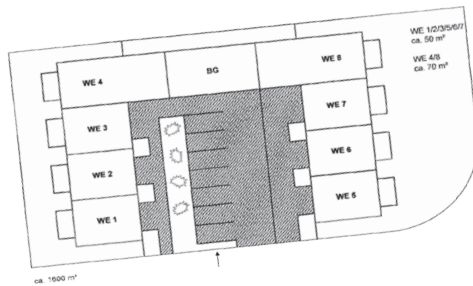 WE 1/2/3/5/6/7
ca. 50 m²
WE 4/8
ca. 70 m²
WE 4
BG
WE 8
WE 3
WE 7
WE 2
WE 6
WE 1
WE 5
ca. 1600 m²